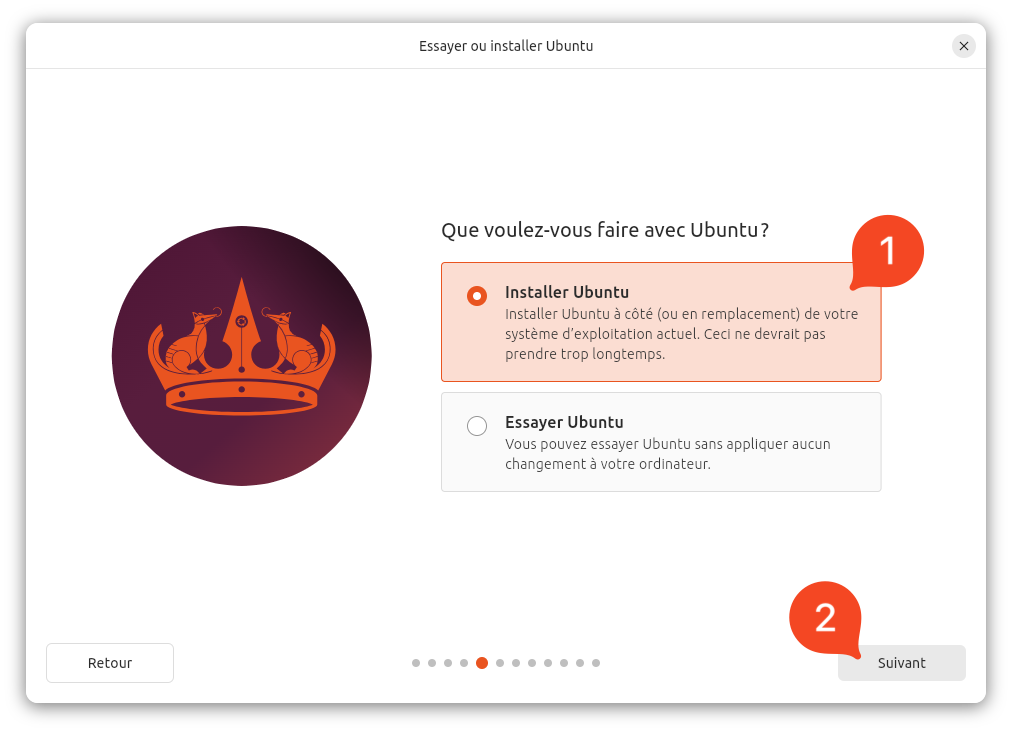 Essayer ou installer Ubuntu
Que voulez-vous faire avec Ubuntu ?
1
Installer Ubuntu
Installer Ubuntu à côté (ou en remplacement) de votre
système d’exploitation actuel. Ceci ne devrait pas
prendre trop longtemps.
Essayer Ubuntu
Vous pouvez essayer Ubuntu sans appliquer aucun
changement à votre ordinateur.
2
Retour
Suivant